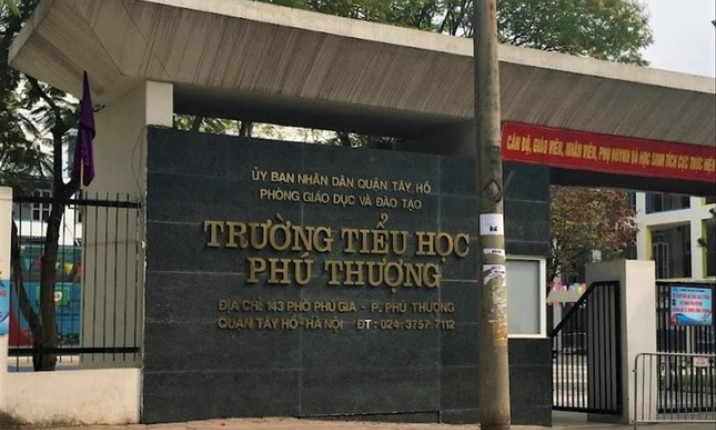 ỦY BAN NHÂN DÂN QUẬN TÂY HỒ
PHÒNG GIÁO DỤC VÀ ĐÀO TẠO
TRƯỜNG TIỂU HỌC
PHÚ THƯỢNG
ĐỊA CHỈ: 143 PHỐ PHÚ GIA - P. PHÚ THƯỢNG
QUẬN TÂY HỒ - HÀ NỘI ĐT : 024 3757 7112
CÁN BỘ, GIÁO VIÊN, NHÂN VIÊN, PHỤ HUYNH VÀ HỌC SINH TÍCH CỰC THỰC HIỆN